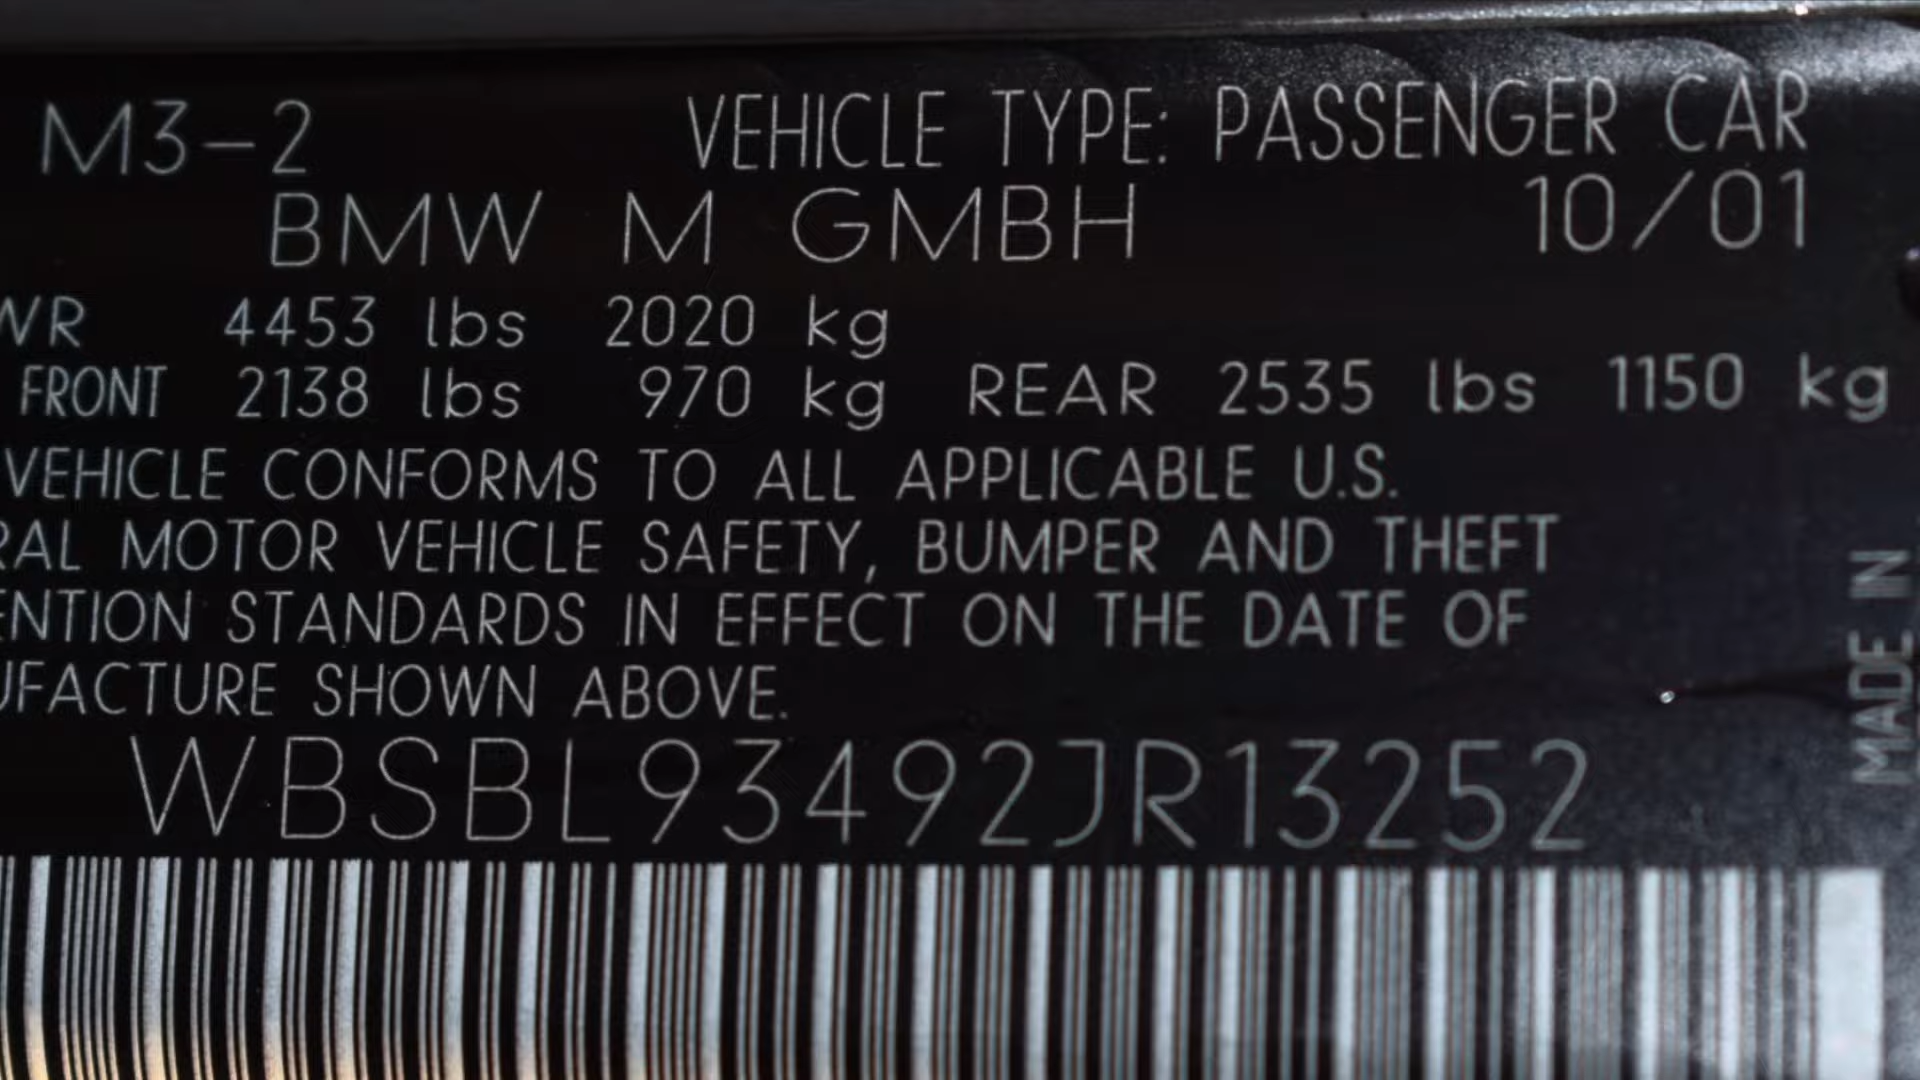 M3-2 VEHICLE TYPE: PASSENGER CAR
BMW M GMBH 10/01
WR 4453 lbs 2020 kg
FRONT 2138 lbs 970 kg REAR 2535 lbs 1150 kg
VEHICLE CONFORMS TO ALL APPLICABLE U.S.
RAL MOTOR VEHICLE SAFETY, BUMPER AND THEFT
ENTION STANDARDS IN EFFECT ON THE DATE OF
UFACTURE SHOWN ABOVE.
WBSBL93492JR13252
MADE IN